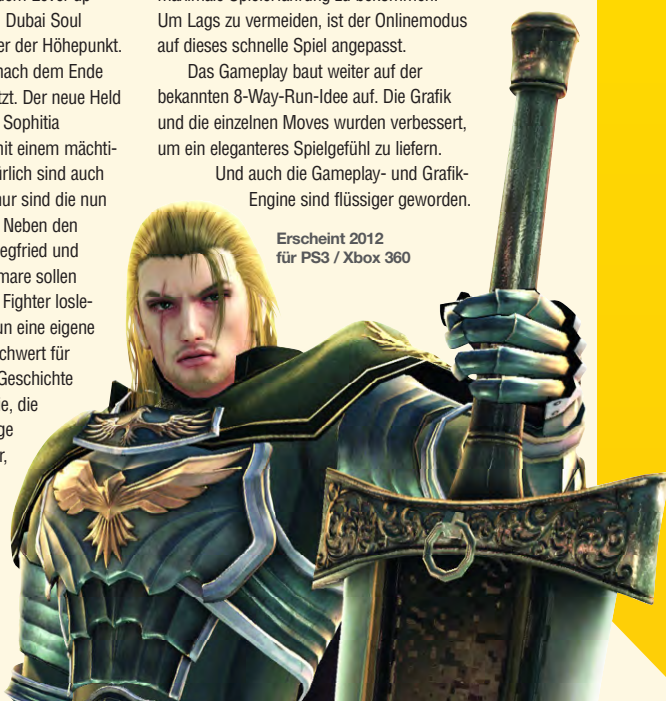 Dubai Soul
er der Höhepunkt.
nach dem Ende
tzt. Der neue Held
Sophitia
mit einem mächti-
rlich sind auch
nur sind die nun
Neben den
egfried und
mare sollen
Fighter losle-
un eine eigene
chwert für
Geschichte
e, die
ge
r,
Um Lags zu vermeiden, ist der Onlinemodus
auf dieses schnelle Spiel angepasst.
Das Gameplay baut weiter auf der
bekannten 8-Way-Run-Idee auf. Die Grafik
und die einzelnen Moves wurden verbessert,
um ein eleganteres Spielgefühl zu liefern.
Und auch die Gameplay- und Grafik-
Engine sind flüssiger geworden.
Erscheint 2012
für PS3 / Xbox 360